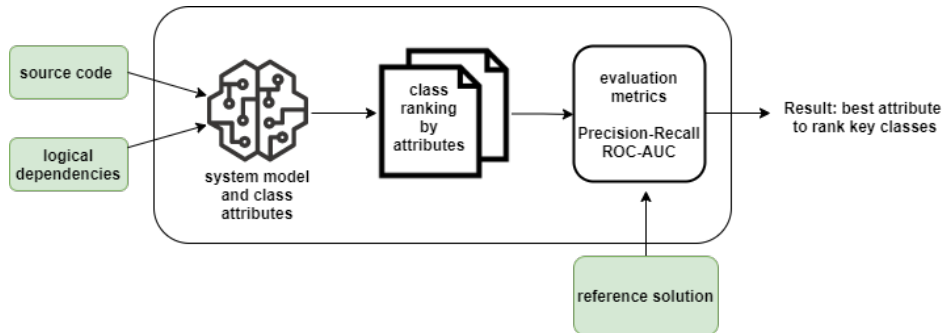 source code
logical
dependencies
system model
and class
attributes
class
ranking
by
attributes
evaluation
metrics
Precision-Recall
ROC-AUC
Result: best attribute
to rank key classes
reference solution